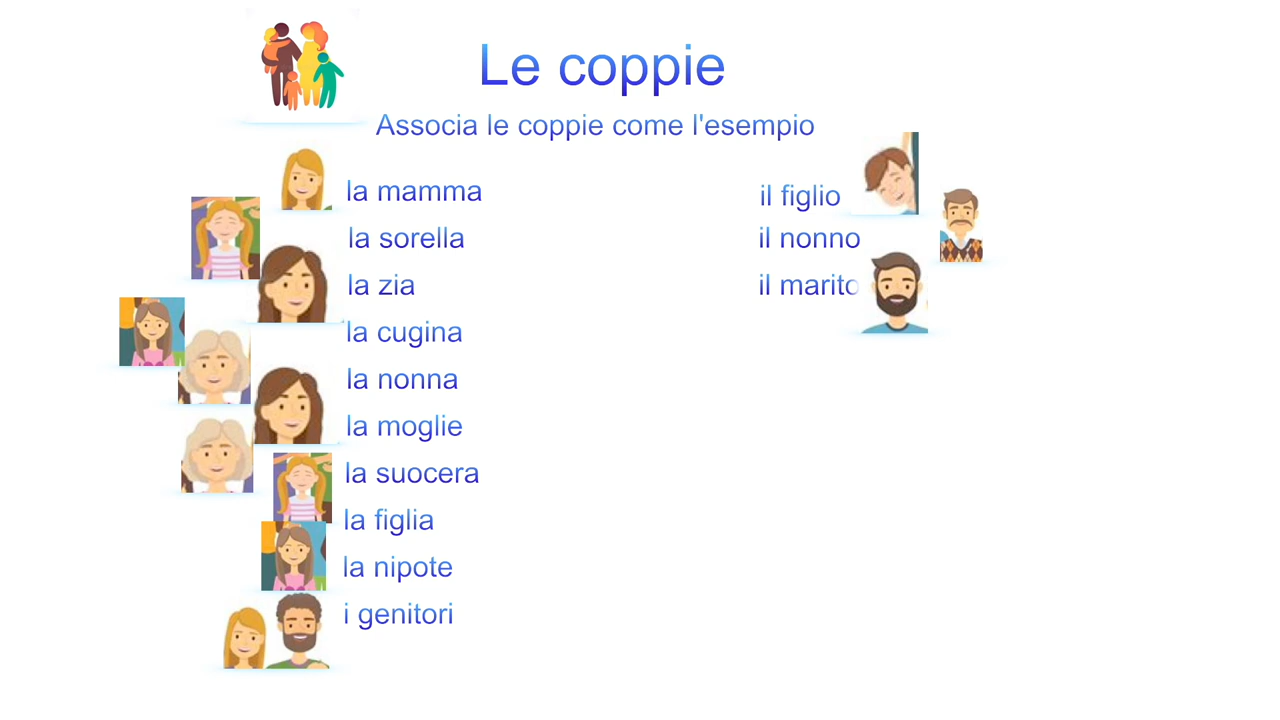 Le coppie
Associa le coppie come l'esempio
la mamma
la sorella
la zia
la cugina
la nonna
la moglie
la suocera
la figlia
la nipote
i genitori
il figlio
il nonno
il marito